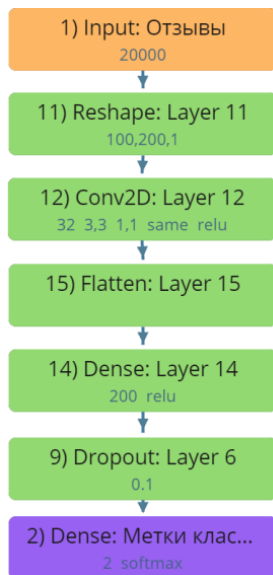 1) Input: Отзывы
20000
11) Reshape: Layer 11
100,200,1
12) Conv2D: Layer 12
32 3,3 1,1 same relu
15) Flatten: Layer 15
14) Dense: Layer 14
200 relu
9) Dropout: Layer 6
0.1
2) Dense: Метки клас...
2 softmax